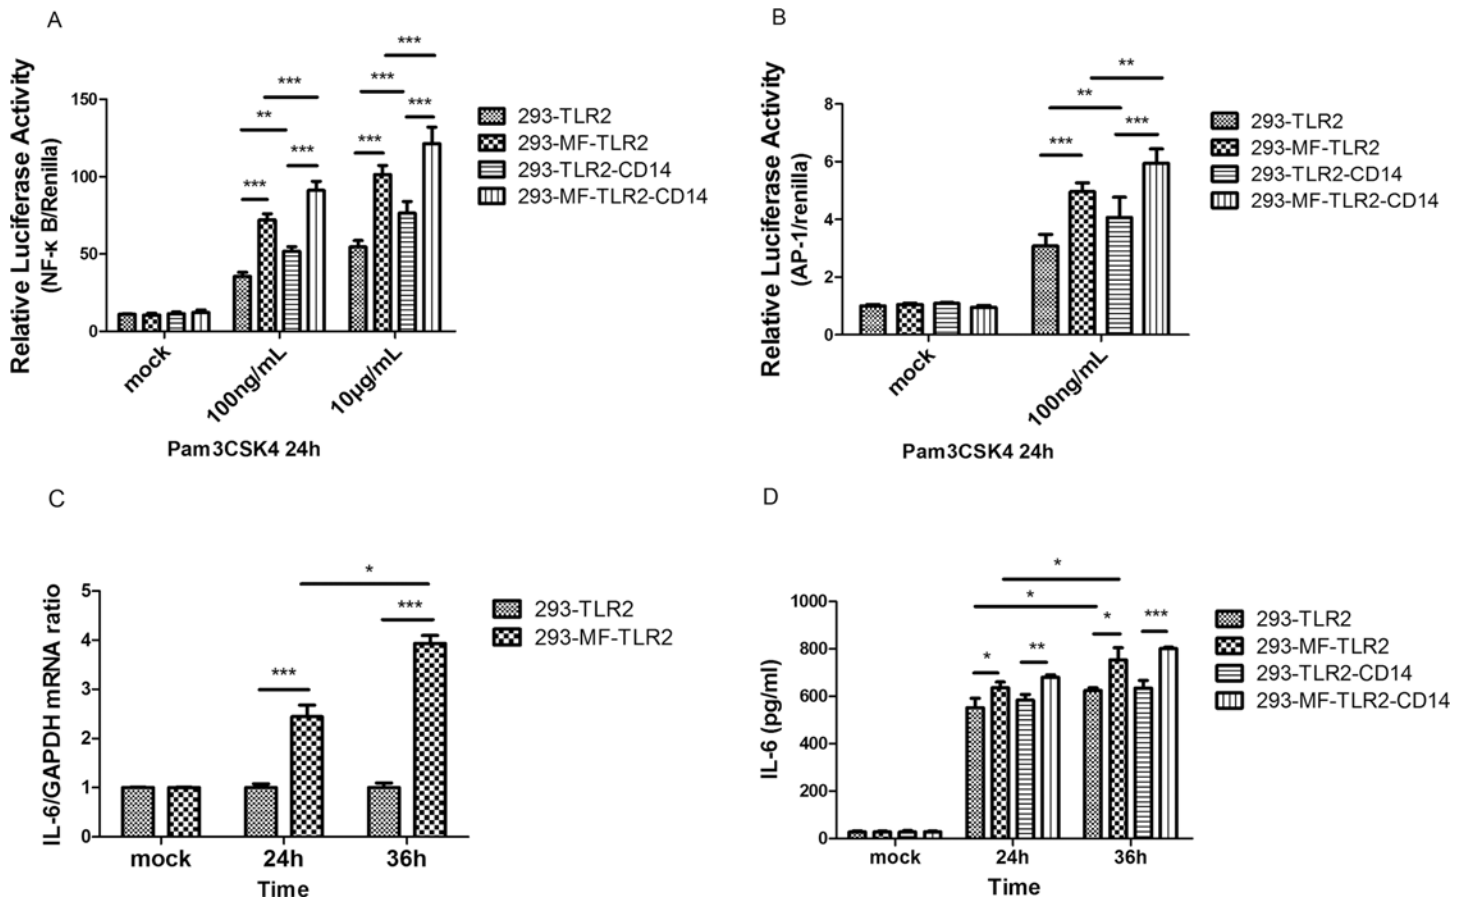 A
Relative Luciferase Activity
(NF-κ B/Renilla)
150
100
50
0
***
***
**
***
***
***
***
***
***
mock
100ng/mL
10μg/mL
Pam3CSK4 24h
293-TLR2
293-MF-TLR2
293-TLR2-CD14
293-MF-TLR2-CD14
B
Relative Luciferase Activity
(AP-1/renilla)
8
6
4
2
0
**
**
***
***
mock
100ng/mL
Pam3CSK4 24h
293-TLR2
293-MF-TLR2
293-TLR2-CD14
293-MF-TLR2-CD14
C
IL-6/GAPDH mRNA ratio
5
4
3
2
1
0
*
***
***
mock
24h
36h
Time
293-TLR2
293-MF-TLR2
D
IL-6 (pg/ml)
1000
800
600
400
200
0
*
*
*
**
*
***
mock
24h
36h
Time
293-TLR2
293-MF-TLR2
293-TLR2-CD14
293-MF-TLR2-CD14